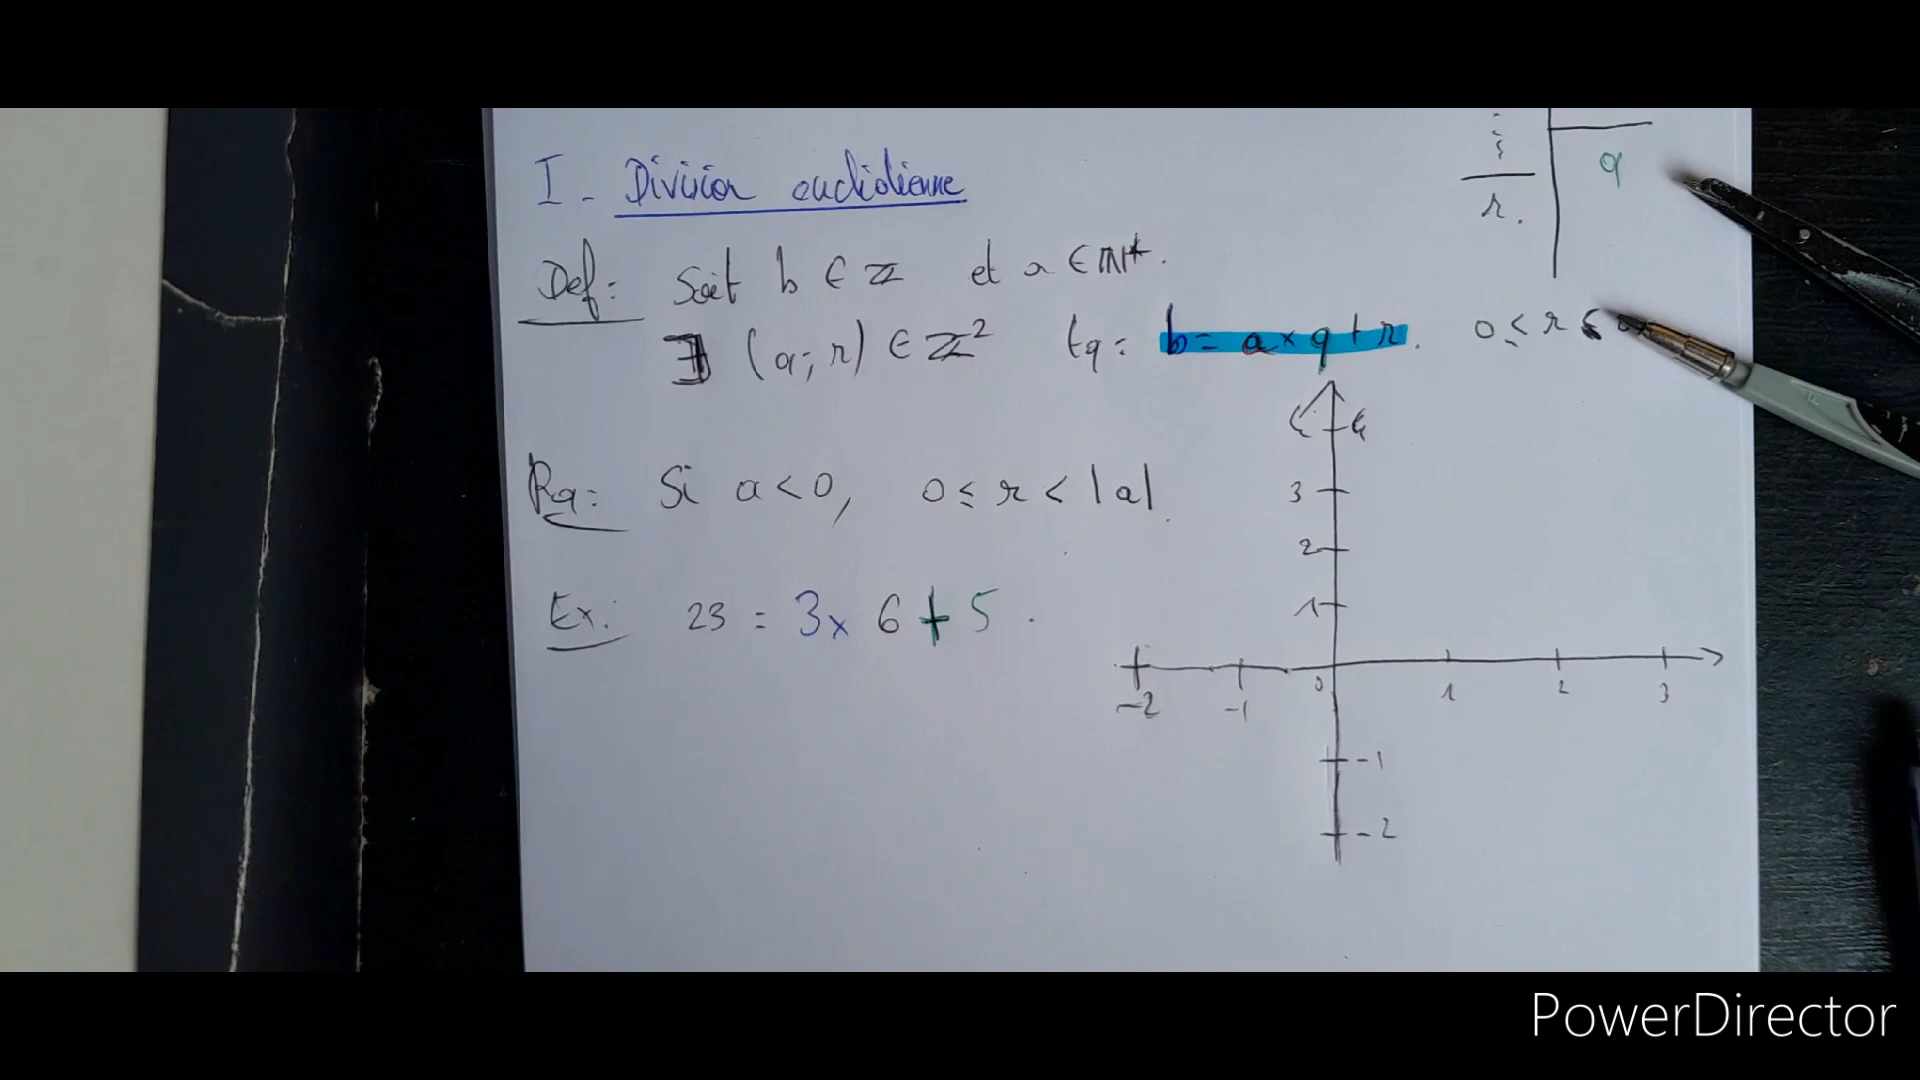 I - Division euclidienne
q
r.
Def: Soit b ∈ ℤ et a ∈ ℕ*.
∃ (q; r) ∈ ℤ² tq: b = a × q + r. 0 ≤ r <
Rq: Si a < 0, 0 ≤ r < |a|.
Ex: 23 = 3 x 6 + 5.
3
2
1
-2 -1 0 1 2 3
-1
-2
PowerDirector